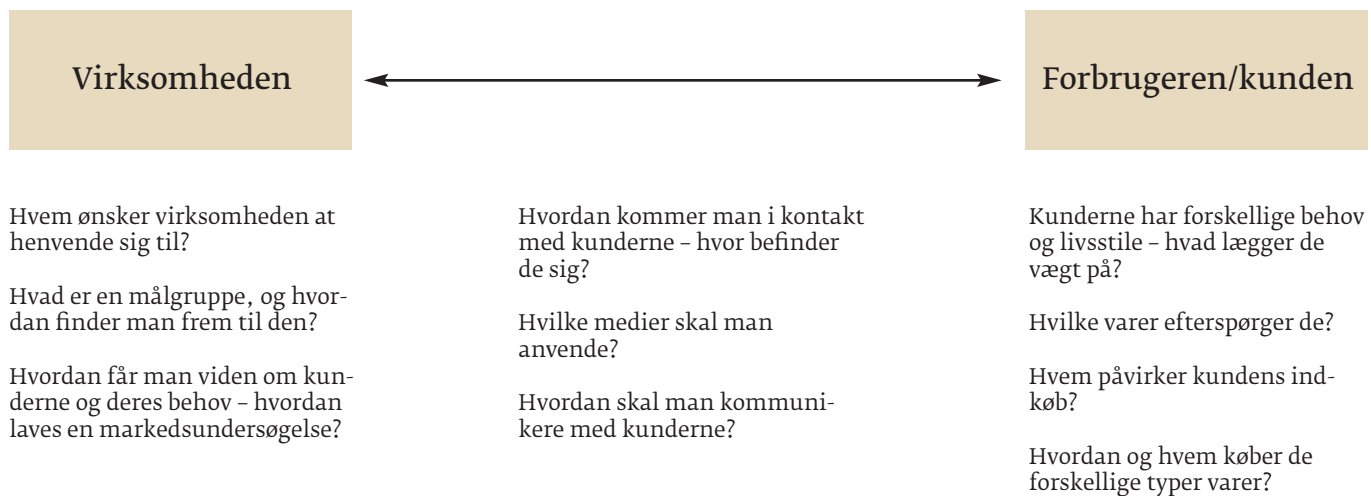 Virksomheden
Forbrugeren/kunden
Hvem ønsker virksomheden at
henvende sig til?
Hvad er en målgruppe, og hvor-
dan finder man frem til den?
Hvordan får man viden om kun-
derne og deres behov – hvordan
laves en markedsundersøgelse?
Hvordan kommer man i kontakt
med kunderne – hvor befinder
de sig?
Hvilke medier skal man
anvende?
Hvordan skal man kommuni-
kere med kunderne?
Kunderne har forskellige behov
og livsstile – hvad lægger de
vægt på?
Hvilke varer efterspørger de?
Hvem påvirker kundens ind-
køb?
Hvordan og hvem køber de
forskellige typer varer?